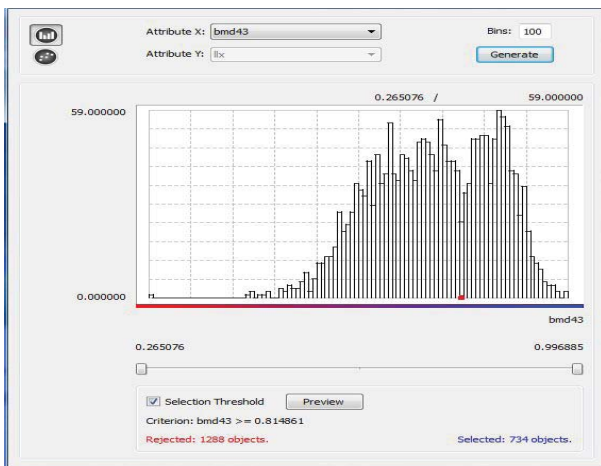 Attribute X: bmd43 Bins: 100
Attribute Y: llx Generate
0.265076 / 59.000000
59.000000
0.000000
bmd43
0.265076 0.996885
Selection Threshold Preview
Criterion: bmd43 >= 0.814861
Rejected: 1288 objects. Selected: 734 objects.